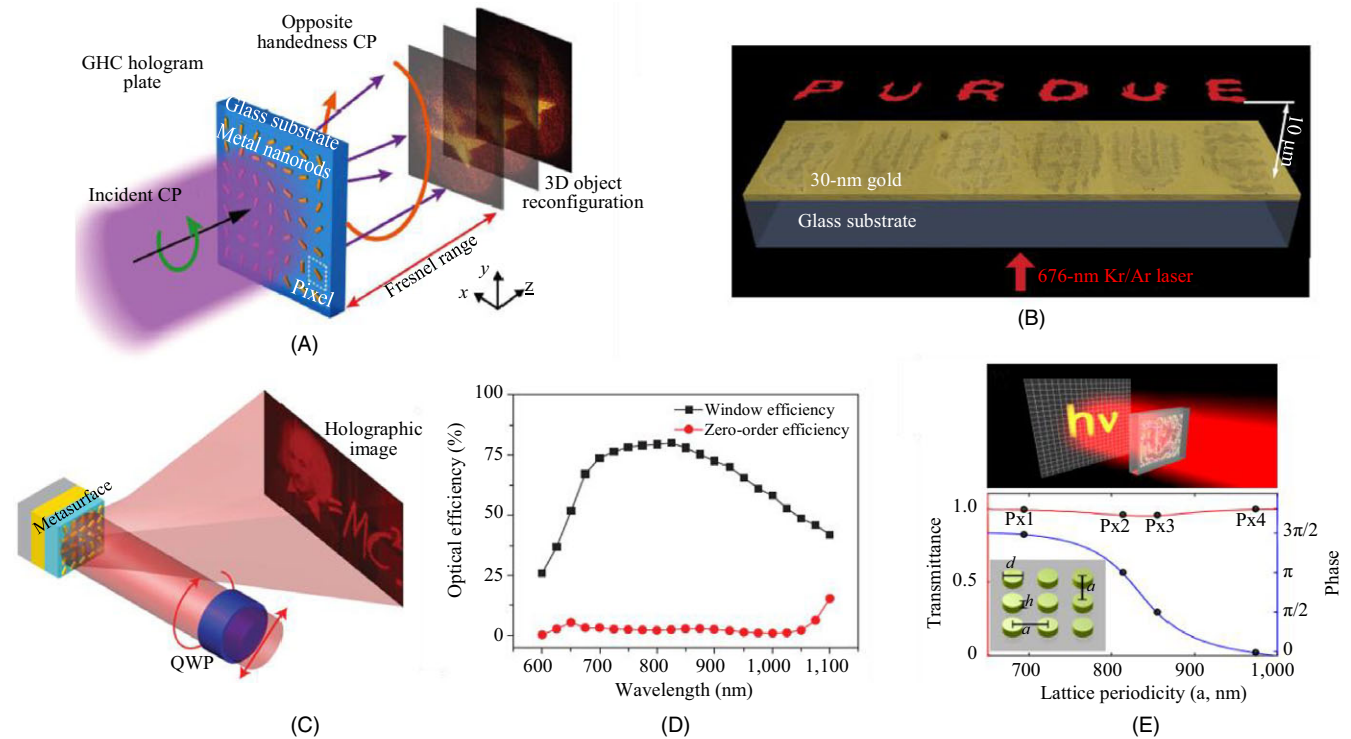 Opposite
handedness CP
GHC hologram
plate
Glass substrate
Metal nanorods
Incident CP
3D object
reconfiguration
Fresnel range
Pixel
y
x
z
(A)
PURDUE
10 μm
30-nm gold
Glass substrate
676-nm Kr/Ar laser
(B)
Holographic
image
Metasurface
=MC²
QWP
(C)
100
75
50
25
0
Optical efficiency (%)
Window efficiency
Zero-order efficiency
600
700
800
900
1,000
1,100
Wavelength (nm)
(D)
hν
1.0
0.5
0
Transmittance
Px1
Px2
Px3
Px4
3π/2
π
π/2
0
Phase
d
a
h
a
700
800
900
1,000
Lattice periodicity (a, nm)
(E)